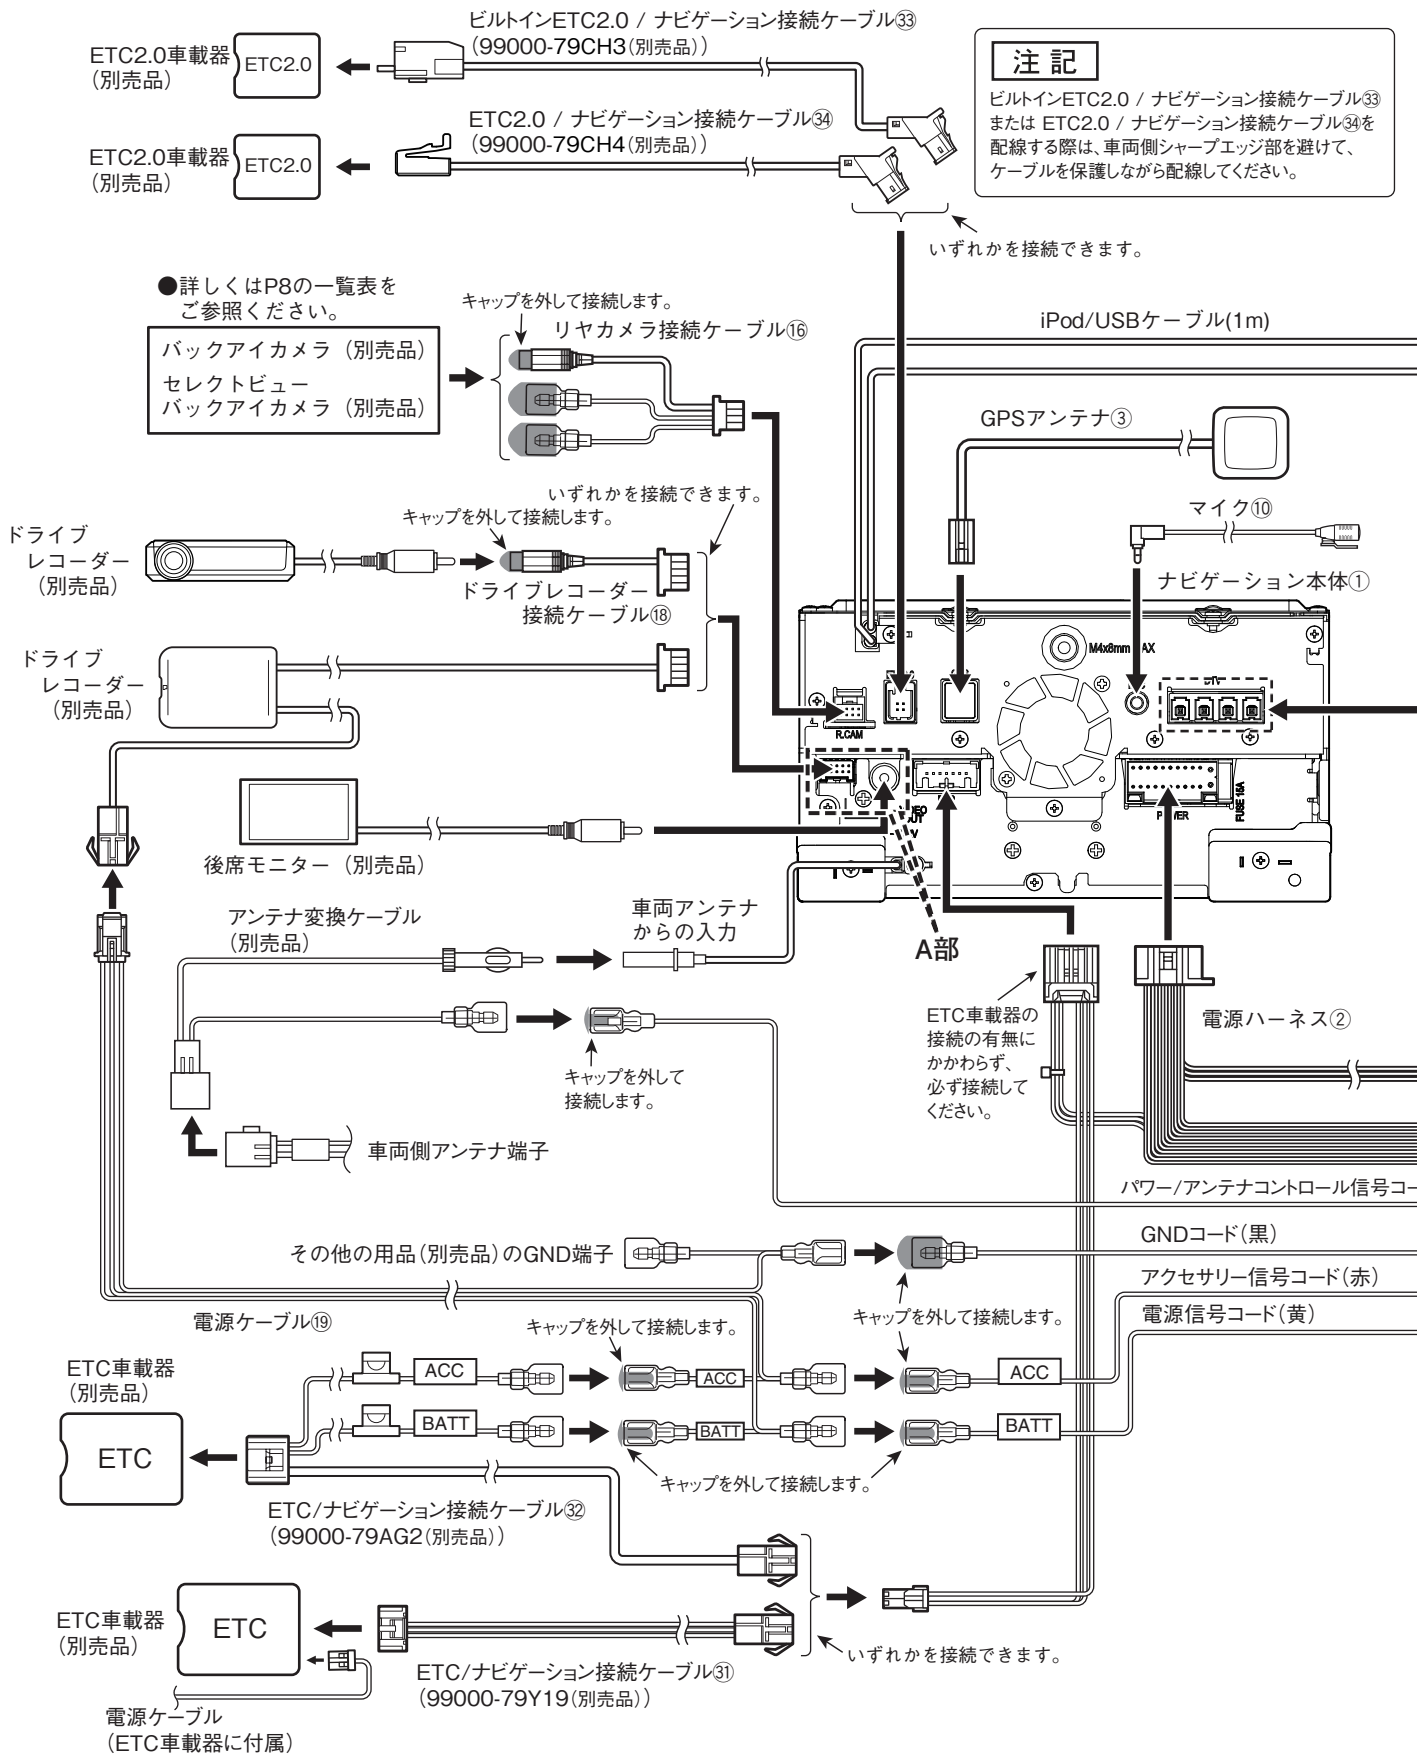 ビルトインETC2.0 / ナビゲーション接続ケーブル㉝
(99000-79CH3(別売品))
ETC2.0車載器
(別売品)
ETC2.0
ETC2.0 / ナビゲーション接続ケーブル㉞
(99000-79CH4(別売品))
ETC2.0車載器
(別売品)
ETC2.0
注 記
ビルトインETC2.0 / ナビゲーション接続ケーブル㉝
または ETC2.0 / ナビゲーション接続ケーブル㉞を
配線する際は、車両側シャープエッジ部を避けて、
ケーブルを保護しながら配線してください。
いずれかを接続できます。
●詳しくはP8の一覧表を
ご参照ください。
バックアイカメラ（別売品）
セレクトビュー
バックアイカメラ（別売品）
キャップを外して接続します。
リヤカメラ接続ケーブル⑯
iPod/USBケーブル(1m)
GPSアンテナ③
マイク⑩
ナビゲーション本体①
いずれかを接続できます。
キャップを外して接続します。
ドライブ
レコーダー
（別売品）
ドライブレコーダー
接続ケーブル⑱
ドライブ
レコーダー
（別売品）
M4x8mm AX
R.CAM
FUSE 15A
後席モニター（別売品）
アンテナ変換ケーブル
(別売品)
車両アンテナ
からの入力
A部
ETC車載器の
接続の有無に
かかわらず、
必ず接続して
ください。
電源ハーネス②
キャップを外して
接続します。
車両側アンテナ端子
パワー/アンテナコントロール信号コー
その他の用品(別売品)のGND端子
GNDコード(黒)
アクセサリー信号コード(赤)
電源信号コード(黄)
電源ケーブル⑲
キャップを外して接続します。
キャップを外して接続します。
ETC車載器
(別売品)
ETC
ACC
ACC
ACC
BATT
BATT
BATT
キャップを外して接続します。
ETC/ナビゲーション接続ケーブル㉜
(99000-79AG2(別売品))
ETC車載器
(別売品)
ETC
ETC/ナビゲーション接続ケーブル㉛
(99000-79Y19(別売品))
いずれかを接続できます。
電源ケーブル
(ETC車載器に付属)